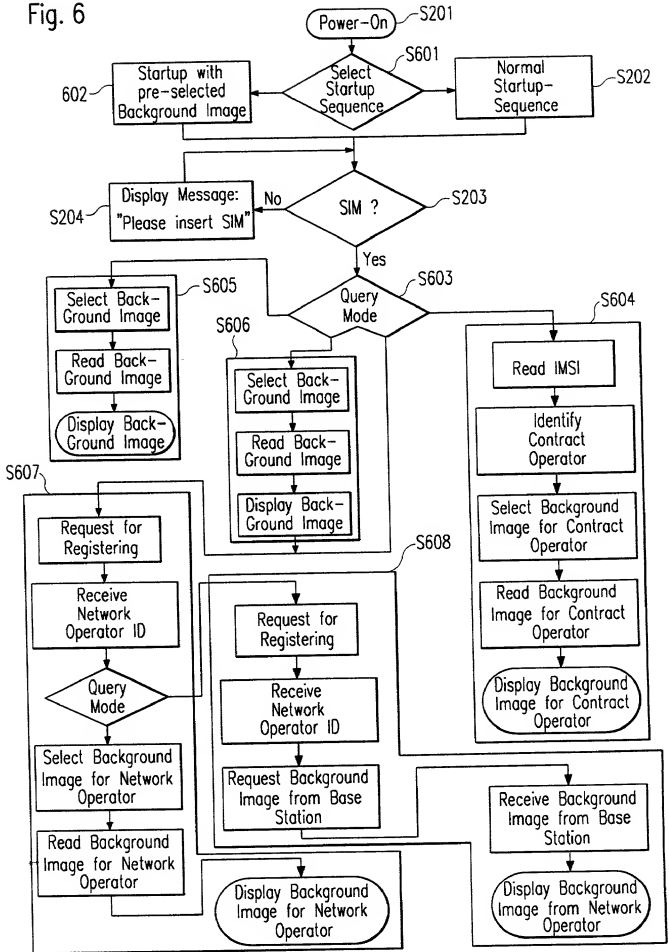 Fig. 6
Power-On
S201
S601
Select
Startup
Sequence
602
Startup with
pre-selected
Background Image
Normal
Startup-
Sequence
S202
S204
Display Message:
"Please insert SIM"
No
SIM ?
S203
Yes
S605
Select Back-
Ground Image
Read Back-
Ground Image
Display Back-
Ground Image
Query
Mode
S603
S606
Select Back-
Ground Image
Read Back-
Ground Image
Display Back-
Ground Image
S604
Read IMSI
Identify
Contract
Operator
Select Background
Image for Contract
Operator
Read Background
Image for Contract
Operator
Display Background
Image for Contract
Operator
S607
Request for
Registering
Receive
Network
Operator ID
Query
Mode
Select Background
Image for Network
Operator
Read Background
Image for Network
Operator
Display Background
Image for Network
Operator
S608
Request for
Registering
Receive
Network
Operator ID
Request Background
Image from Base
Station
Receive Background
Image from Base
Station
Display Background
Image from Network
Operator